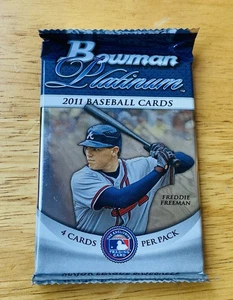 Bowman
Platinum
2011 BASEBALL CARDS
FREDDIE
FREEMAN
4 CARDS PER PACK